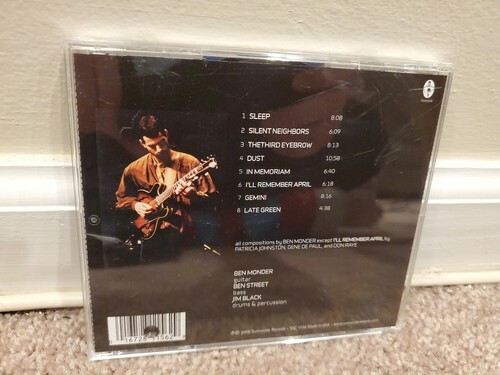 1 SLEEP 8:08
2 SILENT NEIGHBORS 6:09
3 THETHIRD EYEBROW 8:13
4 DUST 10:58
5 IN MEMORIAM 6:40
6 I'LL REMEMBER APRIL 6:18
7 GEMINI 8:16
8 LATE GREEN 4:38
all compositions by BEN MONDER except I'LL REMEMBER APRIL by
PATRICIA JOHNSTON, GENE DE PAUL, and DON RAYE
BEN MONDER
guitar
BEN STREET
bass
JIM BLACK
drums & percussion